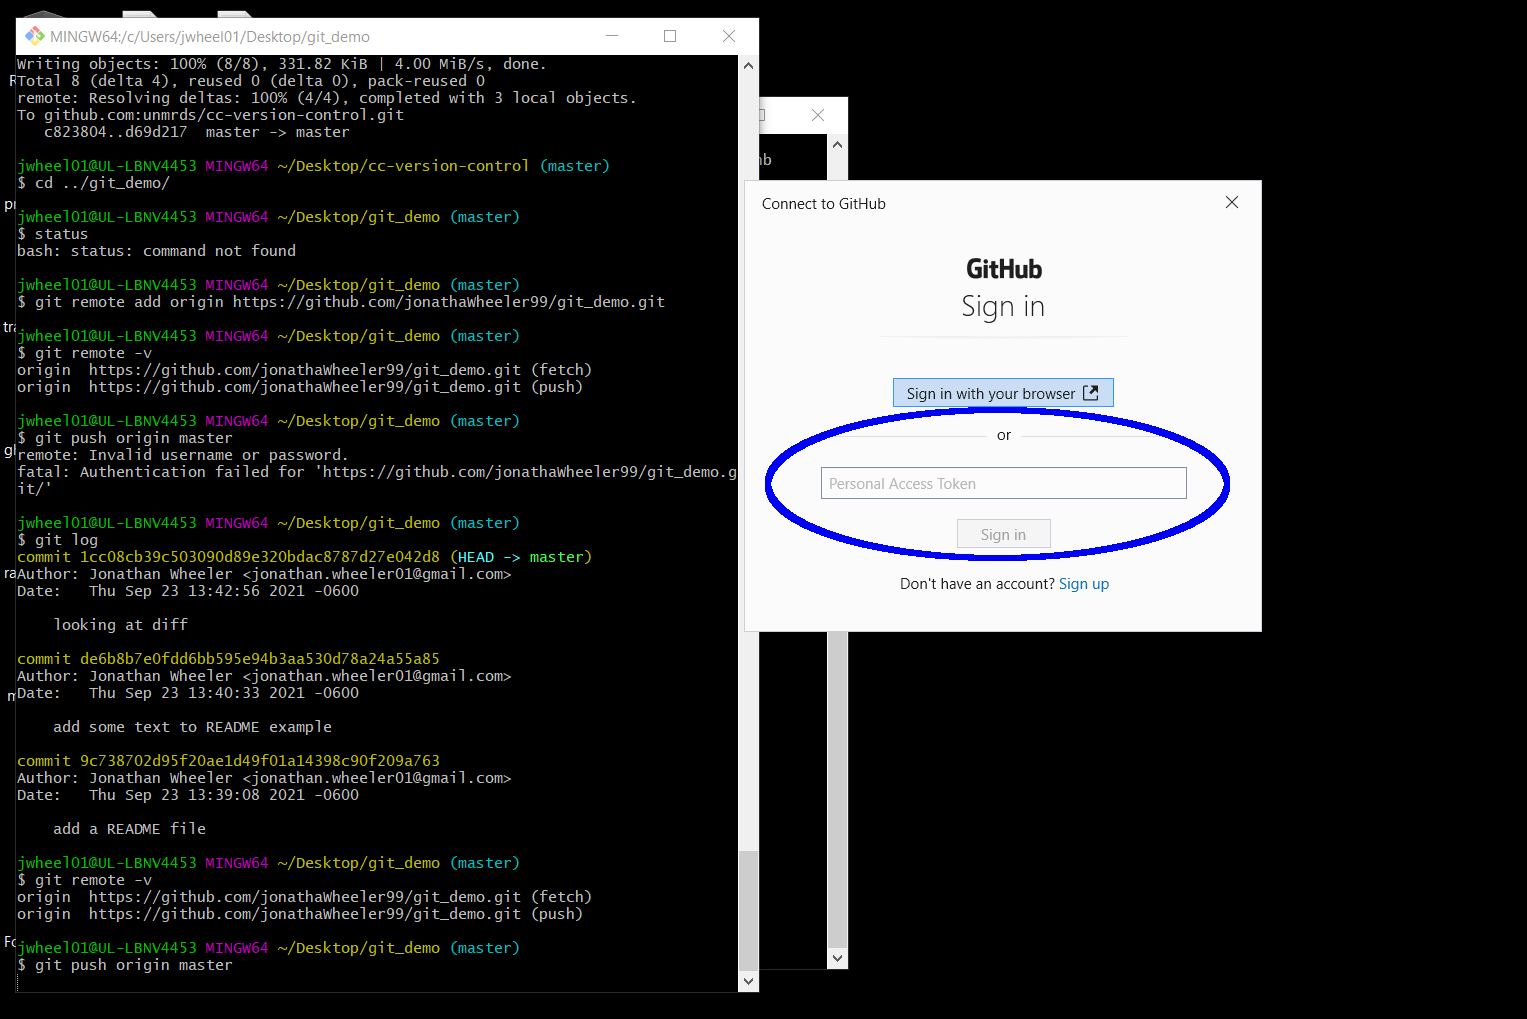 MINGW64:/c/Users/jwheel01/Desktop/git_demo
Writing objects: 100% (8/8), 331.82 KiB | 4.00 MiB/s, done.
Total 8 (delta 4), reused 0 (delta 0), pack-reused 0
remote: Resolving deltas: 100% (4/4), completed with 3 local objects.
To github.com:unmrds/cc-version-control.git
   c823804..d69d217  master -> master
jwheel01@UL-LBNV4453 MINGW64 ~/Desktop/cc-version-control (master)
$ cd ../git_demo/
jwheel01@UL-LBNV4453 MINGW64 ~/Desktop/git_demo (master)
$ status
bash: status: command not found
jwheel01@UL-LBNV4453 MINGW64 ~/Desktop/git_demo (master)
$ git remote add origin https://github.com/jonathaWheeler99/git_demo.git
jwheel01@UL-LBNV4453 MINGW64 ~/Desktop/git_demo (master)
$ git remote -v
origin  https://github.com/jonathaWheeler99/git_demo.git (fetch)
origin  https://github.com/jonathaWheeler99/git_demo.git (push)
jwheel01@UL-LBNV4453 MINGW64 ~/Desktop/git_demo (master)
$ git push origin master
remote: Invalid username or password.
fatal: Authentication failed for 'https://github.com/jonathaWheeler99/git_demo.g
it/'
jwheel01@UL-LBNV4453 MINGW64 ~/Desktop/git_demo (master)
$ git log
commit 1cc08cb39c503090d89e320bdac8787d27e042d8 (HEAD -> master)
Author: Jonathan Wheeler <jonathan.wheeler01@gmail.com>
Date:   Thu Sep 23 13:42:56 2021 -0600
    looking at diff
commit de6b8b7e0fdd6bb595e94b3aa530d78a24a55a85
Author: Jonathan Wheeler <jonathan.wheeler01@gmail.com>
Date:   Thu Sep 23 13:40:33 2021 -0600
    add some text to README example
commit 9c738702d95f20ae1d49f01a14398c90f209a763
Author: Jonathan Wheeler <jonathan.wheeler01@gmail.com>
Date:   Thu Sep 23 13:39:08 2021 -0600
    add a README file
jwheel01@UL-LBNV4453 MINGW64 ~/Desktop/git_demo (master)
$ git remote -v
origin  https://github.com/jonathaWheeler99/git_demo.git (fetch)
origin  https://github.com/jonathaWheeler99/git_demo.git (push)
jwheel01@UL-LBNV4453 MINGW64 ~/Desktop/git_demo (master)
$ git push origin master
Connect to GitHub
GitHub
Sign in
Sign in with your browser
or
Personal Access Token
Sign in
Don't have an account? Sign up